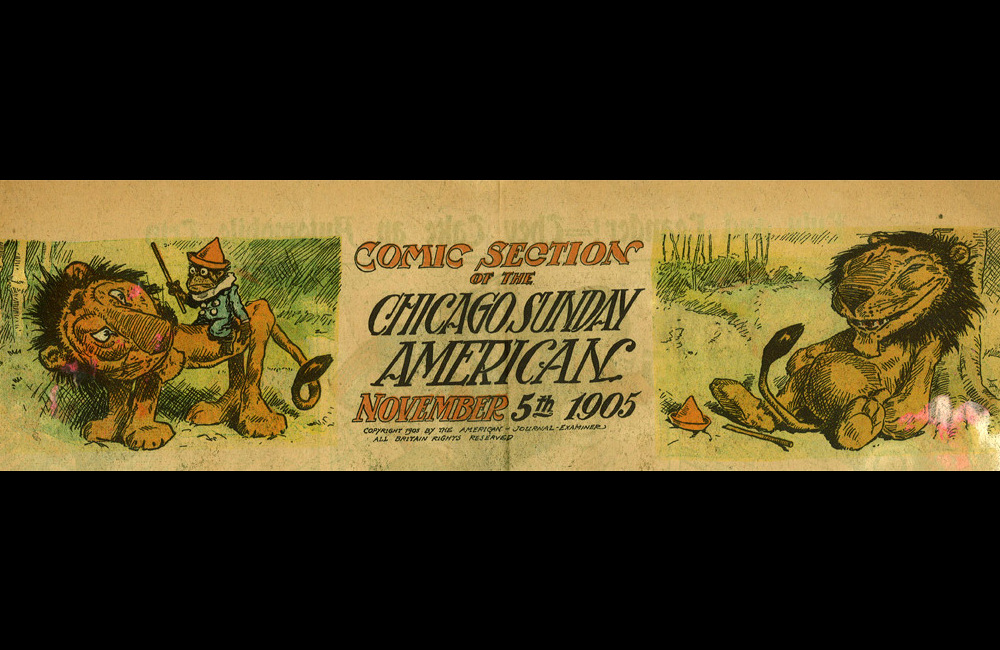 COMIC SECTION
OF THE
CHICAGO SUNDAY
AMERICAN
NOVEMBER 5th 1905
COPYRIGHT 1905 BY THE AMERICAN-JOURNAL-EXAMINER
ALL BRITAIN RIGHTS RESERVED